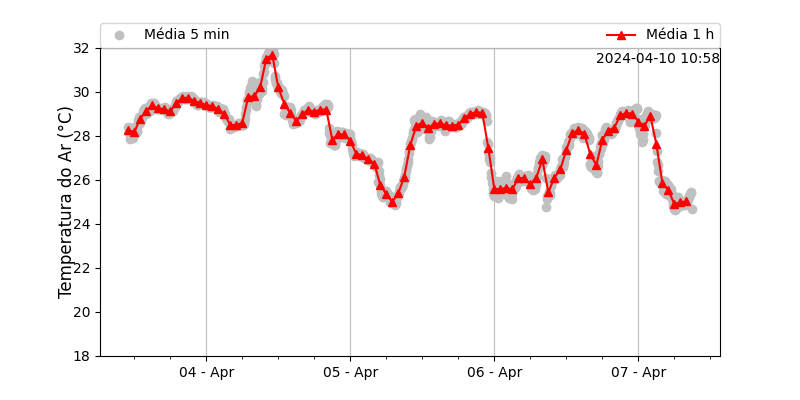 Média 5 min
Média 1 h
2024-04-10 10:58
Temperatura do Ar (°C)
32
30
28
26
24
22
20
18
04 - Apr
05 - Apr
06 - Apr
07 - Apr